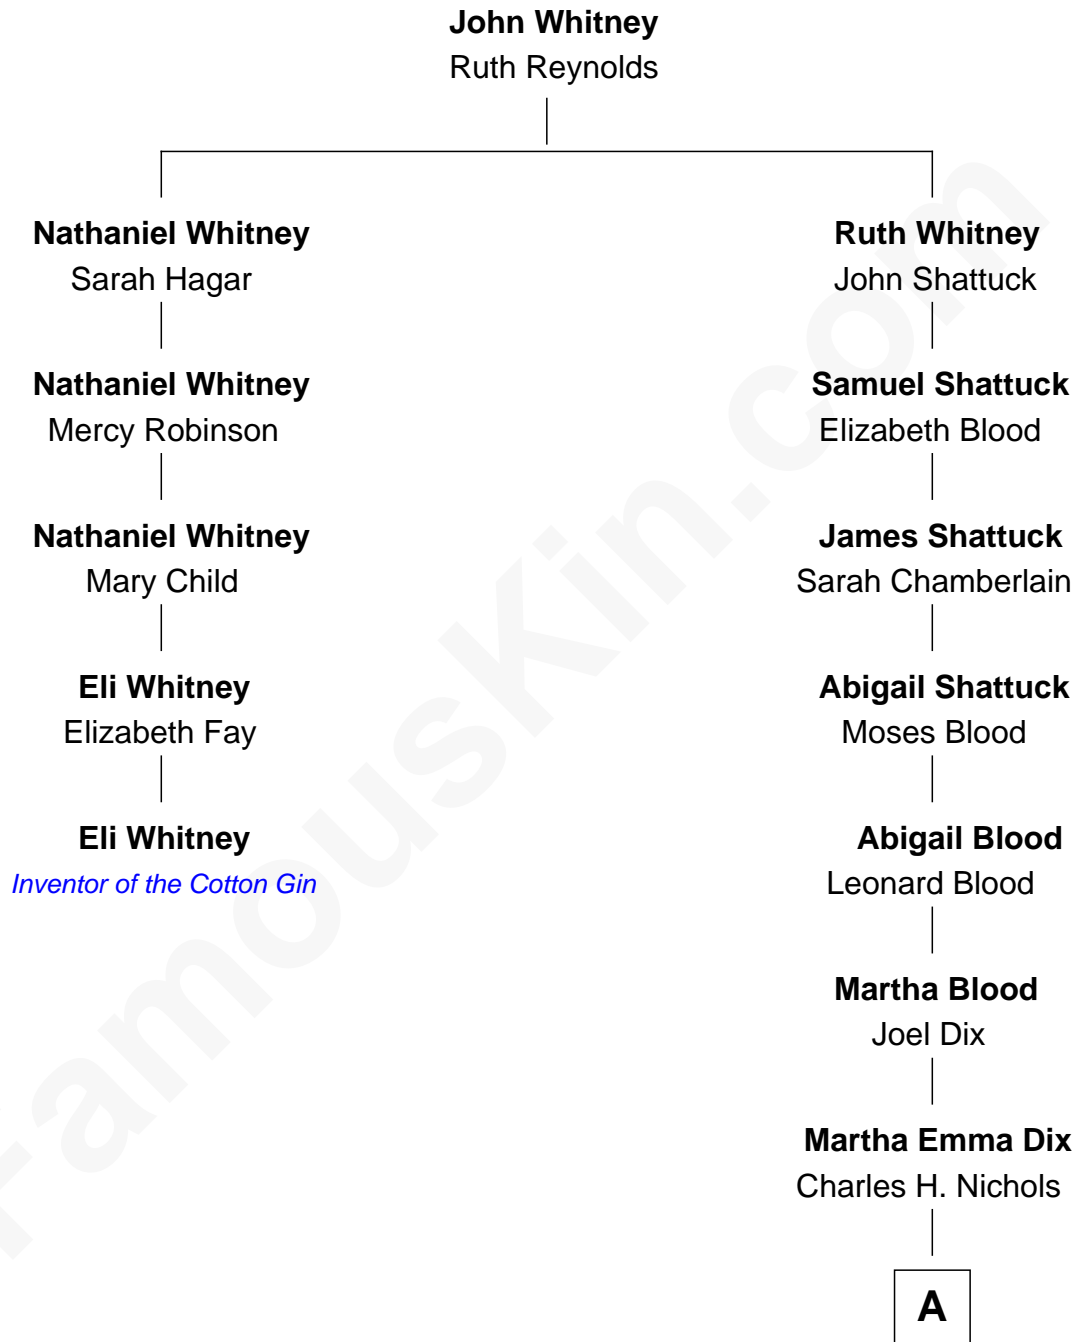 John Whitney
Ruth Reynolds
Nathaniel Whitney
Sarah Hagar
Nathaniel Whitney
Mercy Robinson
Nathaniel Whitney
Mary Child
Eli Whitney
Elizabeth Fay
Eli Whitney
Inventor of the Cotton Gin
Ruth Whitney
John Shattuck
Samuel Shattuck
Elizabeth Blood
James Shattuck
Sarah Chamberlain
Abigail Shattuck
Moses Blood
Abigail Blood
Leonard Blood
Martha Blood
Joel Dix
Martha Emma Dix
Charles H. Nichols
A
FamousKin.com